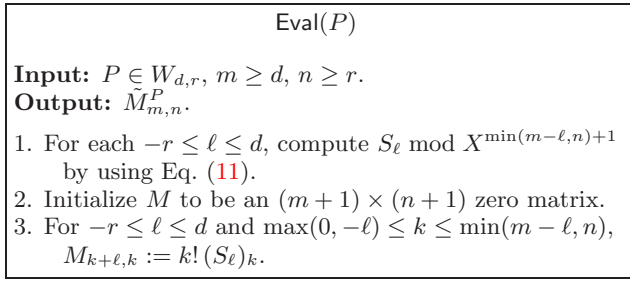 Eval(P)
Input: P ∈ W_{d,r}, m ≥ d, n ≥ r.
Output: \tilde{M}^P_{m,n}.
1. For each −r ≤ ℓ ≤ d, compute S_ℓ mod X^{min(m−ℓ,n)+1}
by using Eq. (11).
2. Initialize M to be an (m + 1) × (n + 1) zero matrix.
3. For −r ≤ ℓ ≤ d and max(0, −ℓ) ≤ k ≤ min(m − ℓ, n),
M_{k+ℓ,k} := k! (S_ℓ)_k.